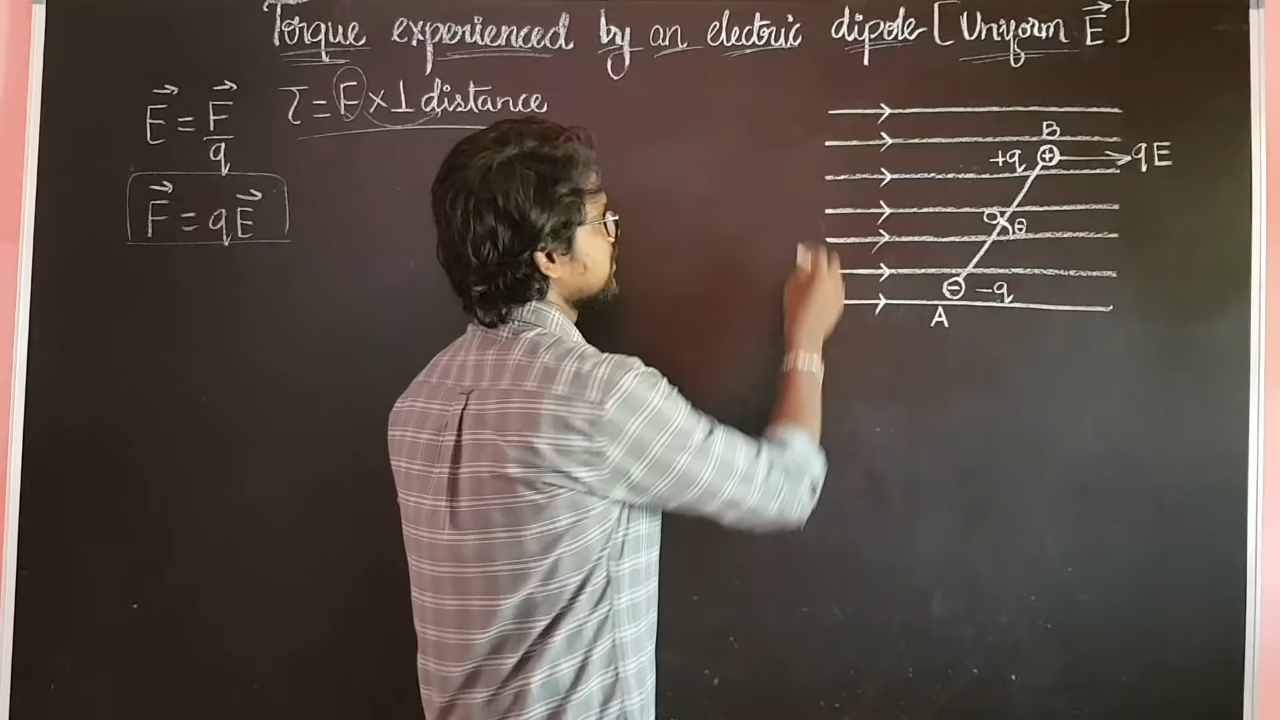 Torque experienced by an electric dipole [Uniform E⃗]
E⃗ = F⃗/q
τ = F × ⊥ distance
F⃗ = qE⃗
B
+q
+
qE
O
θ
−
−q
A